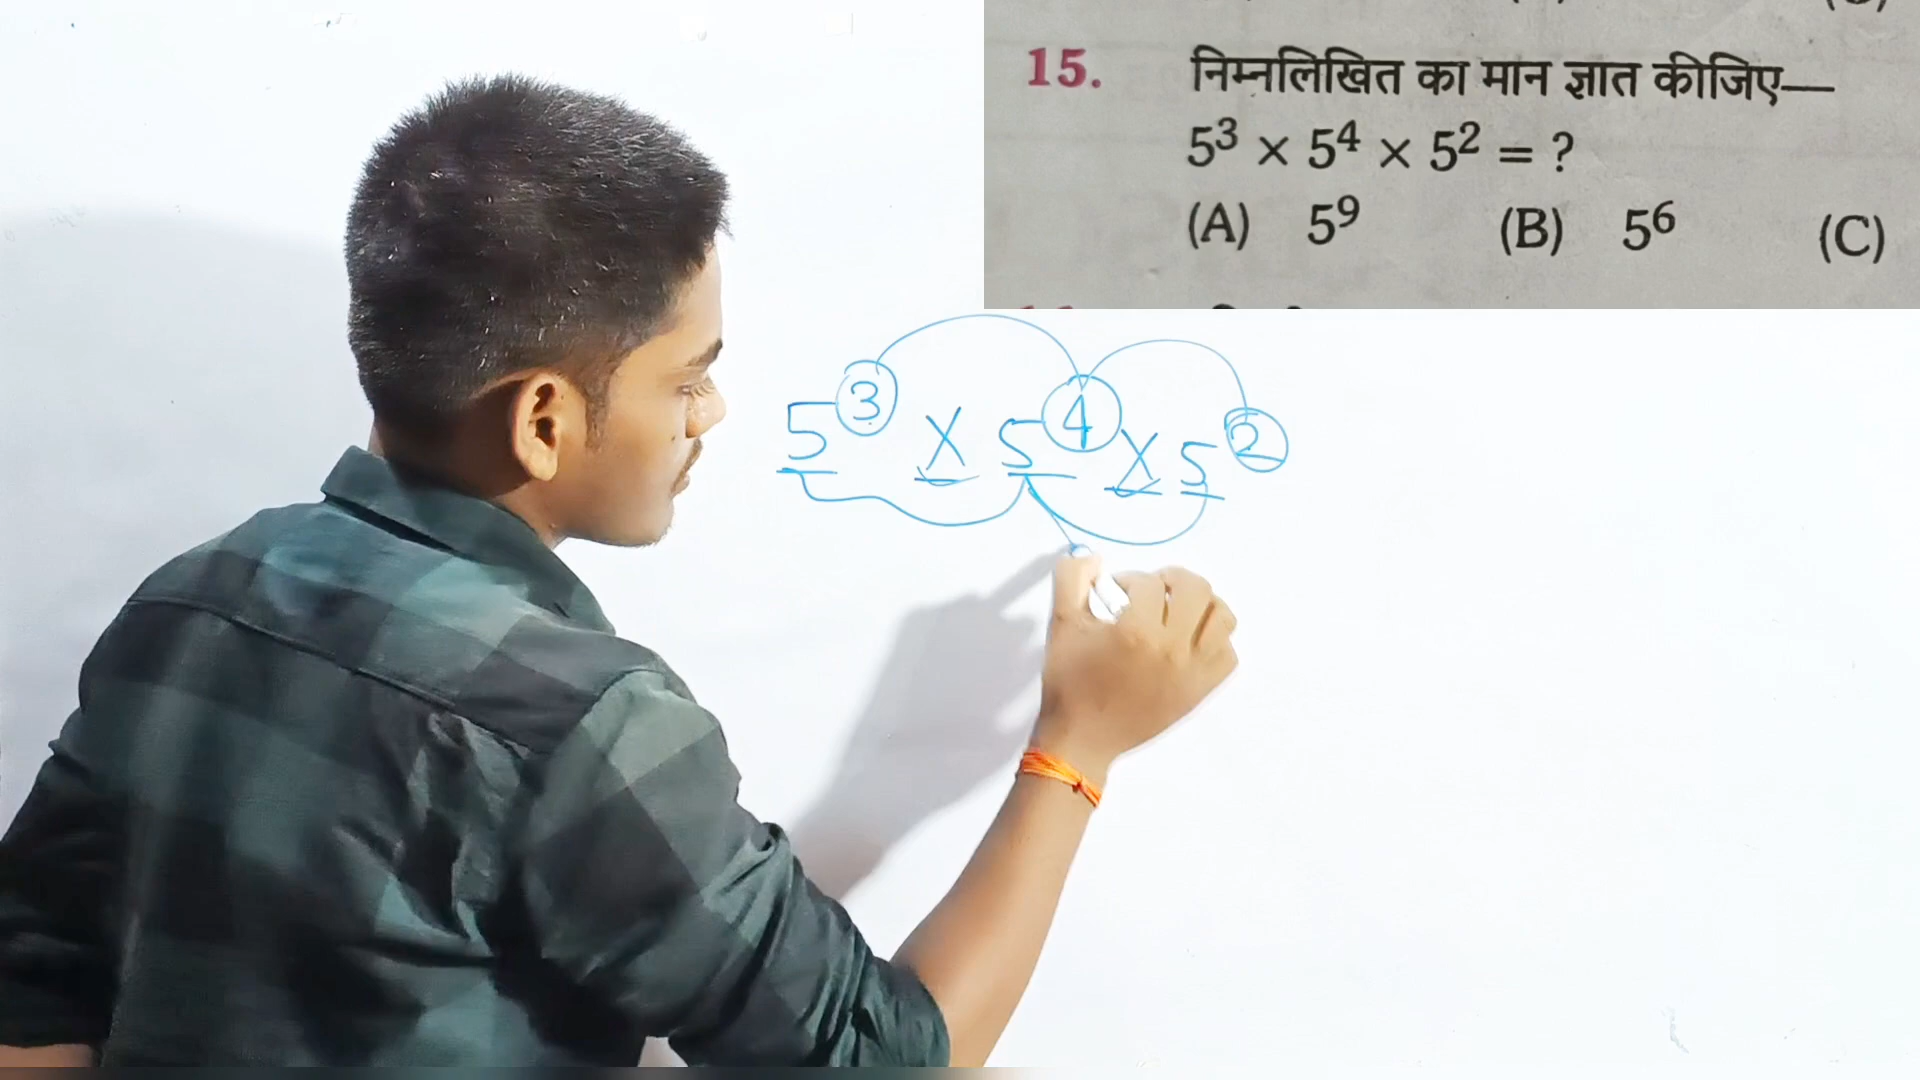 15. निम्नलिखित का मान ज्ञात कीजिए—
5³ × 5⁴ × 5² = ?
(A) 5⁹ (B) 5⁶ (C)
5³ X 5⁴ X 5²